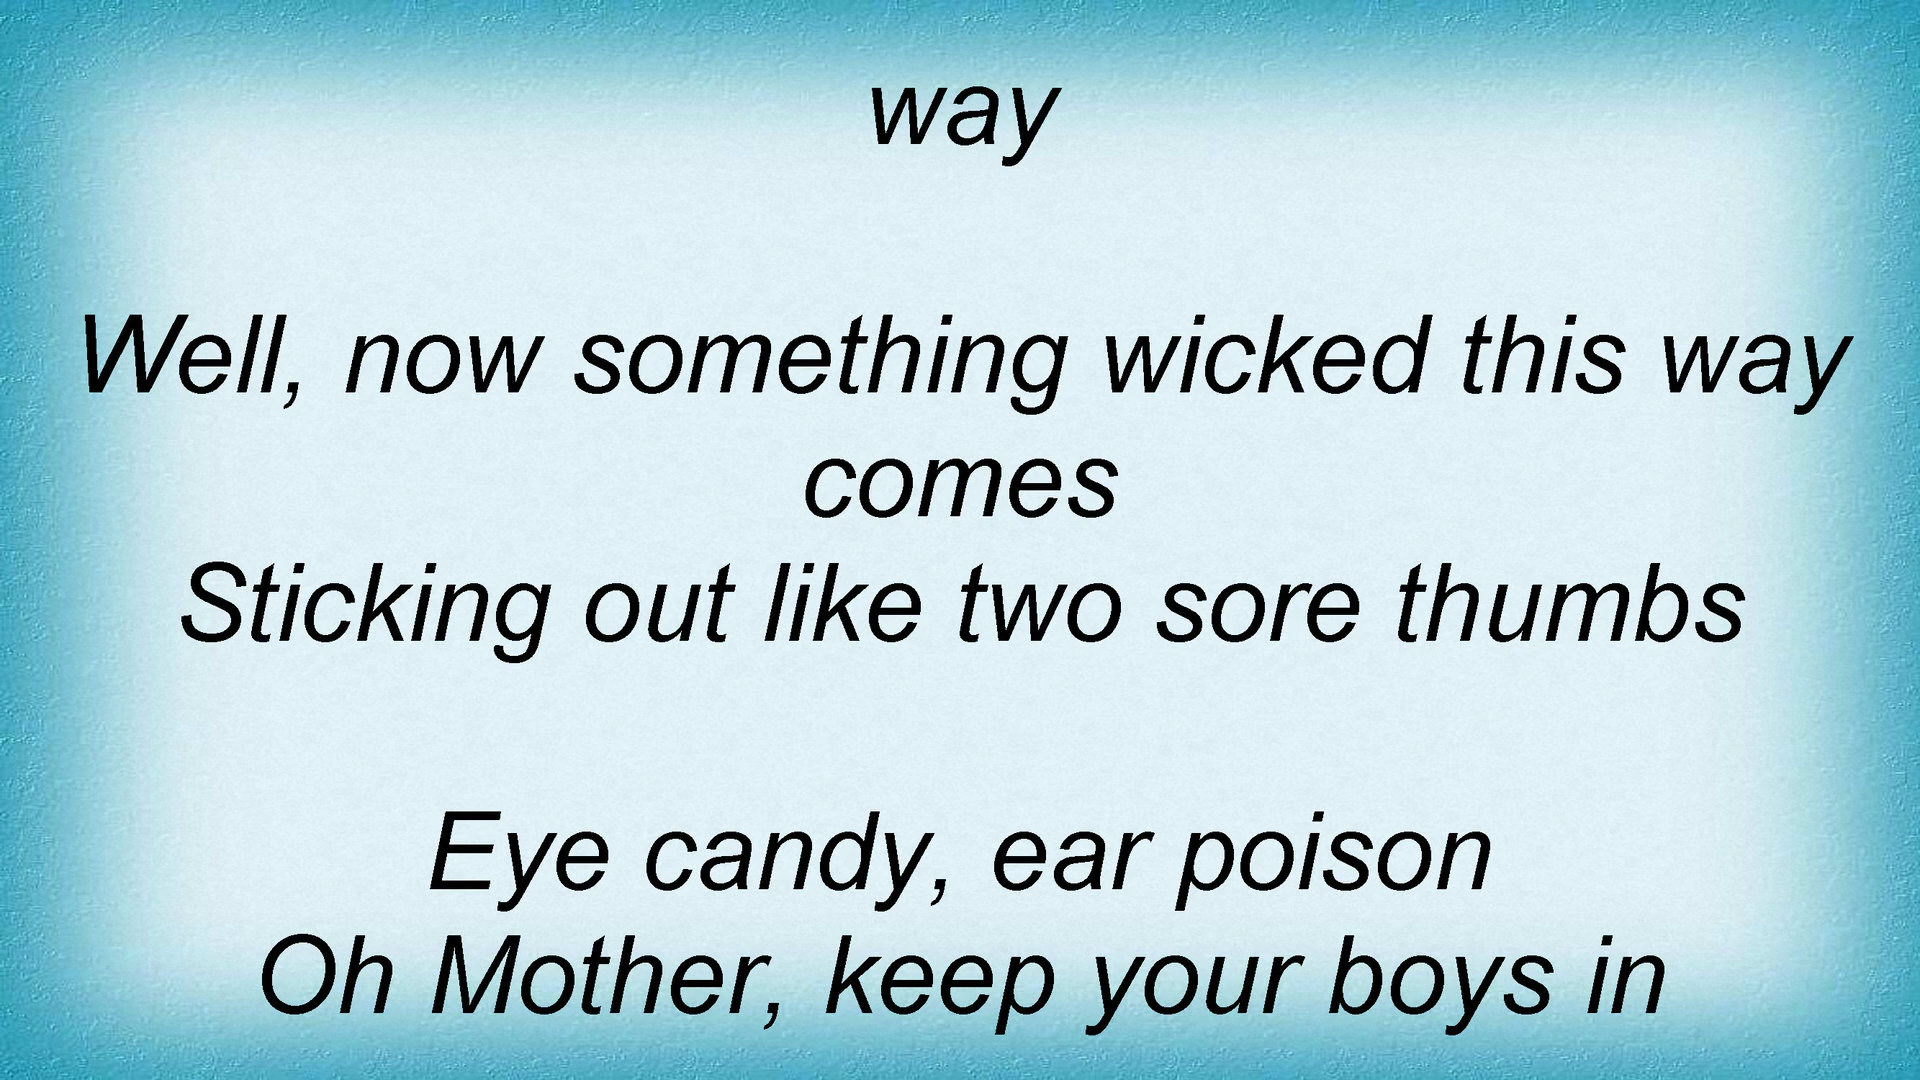 way
Well, now something wicked this way
comes
Sticking out like two sore thumbs
Eye candy, ear poison
Oh Mother, keep your boys in